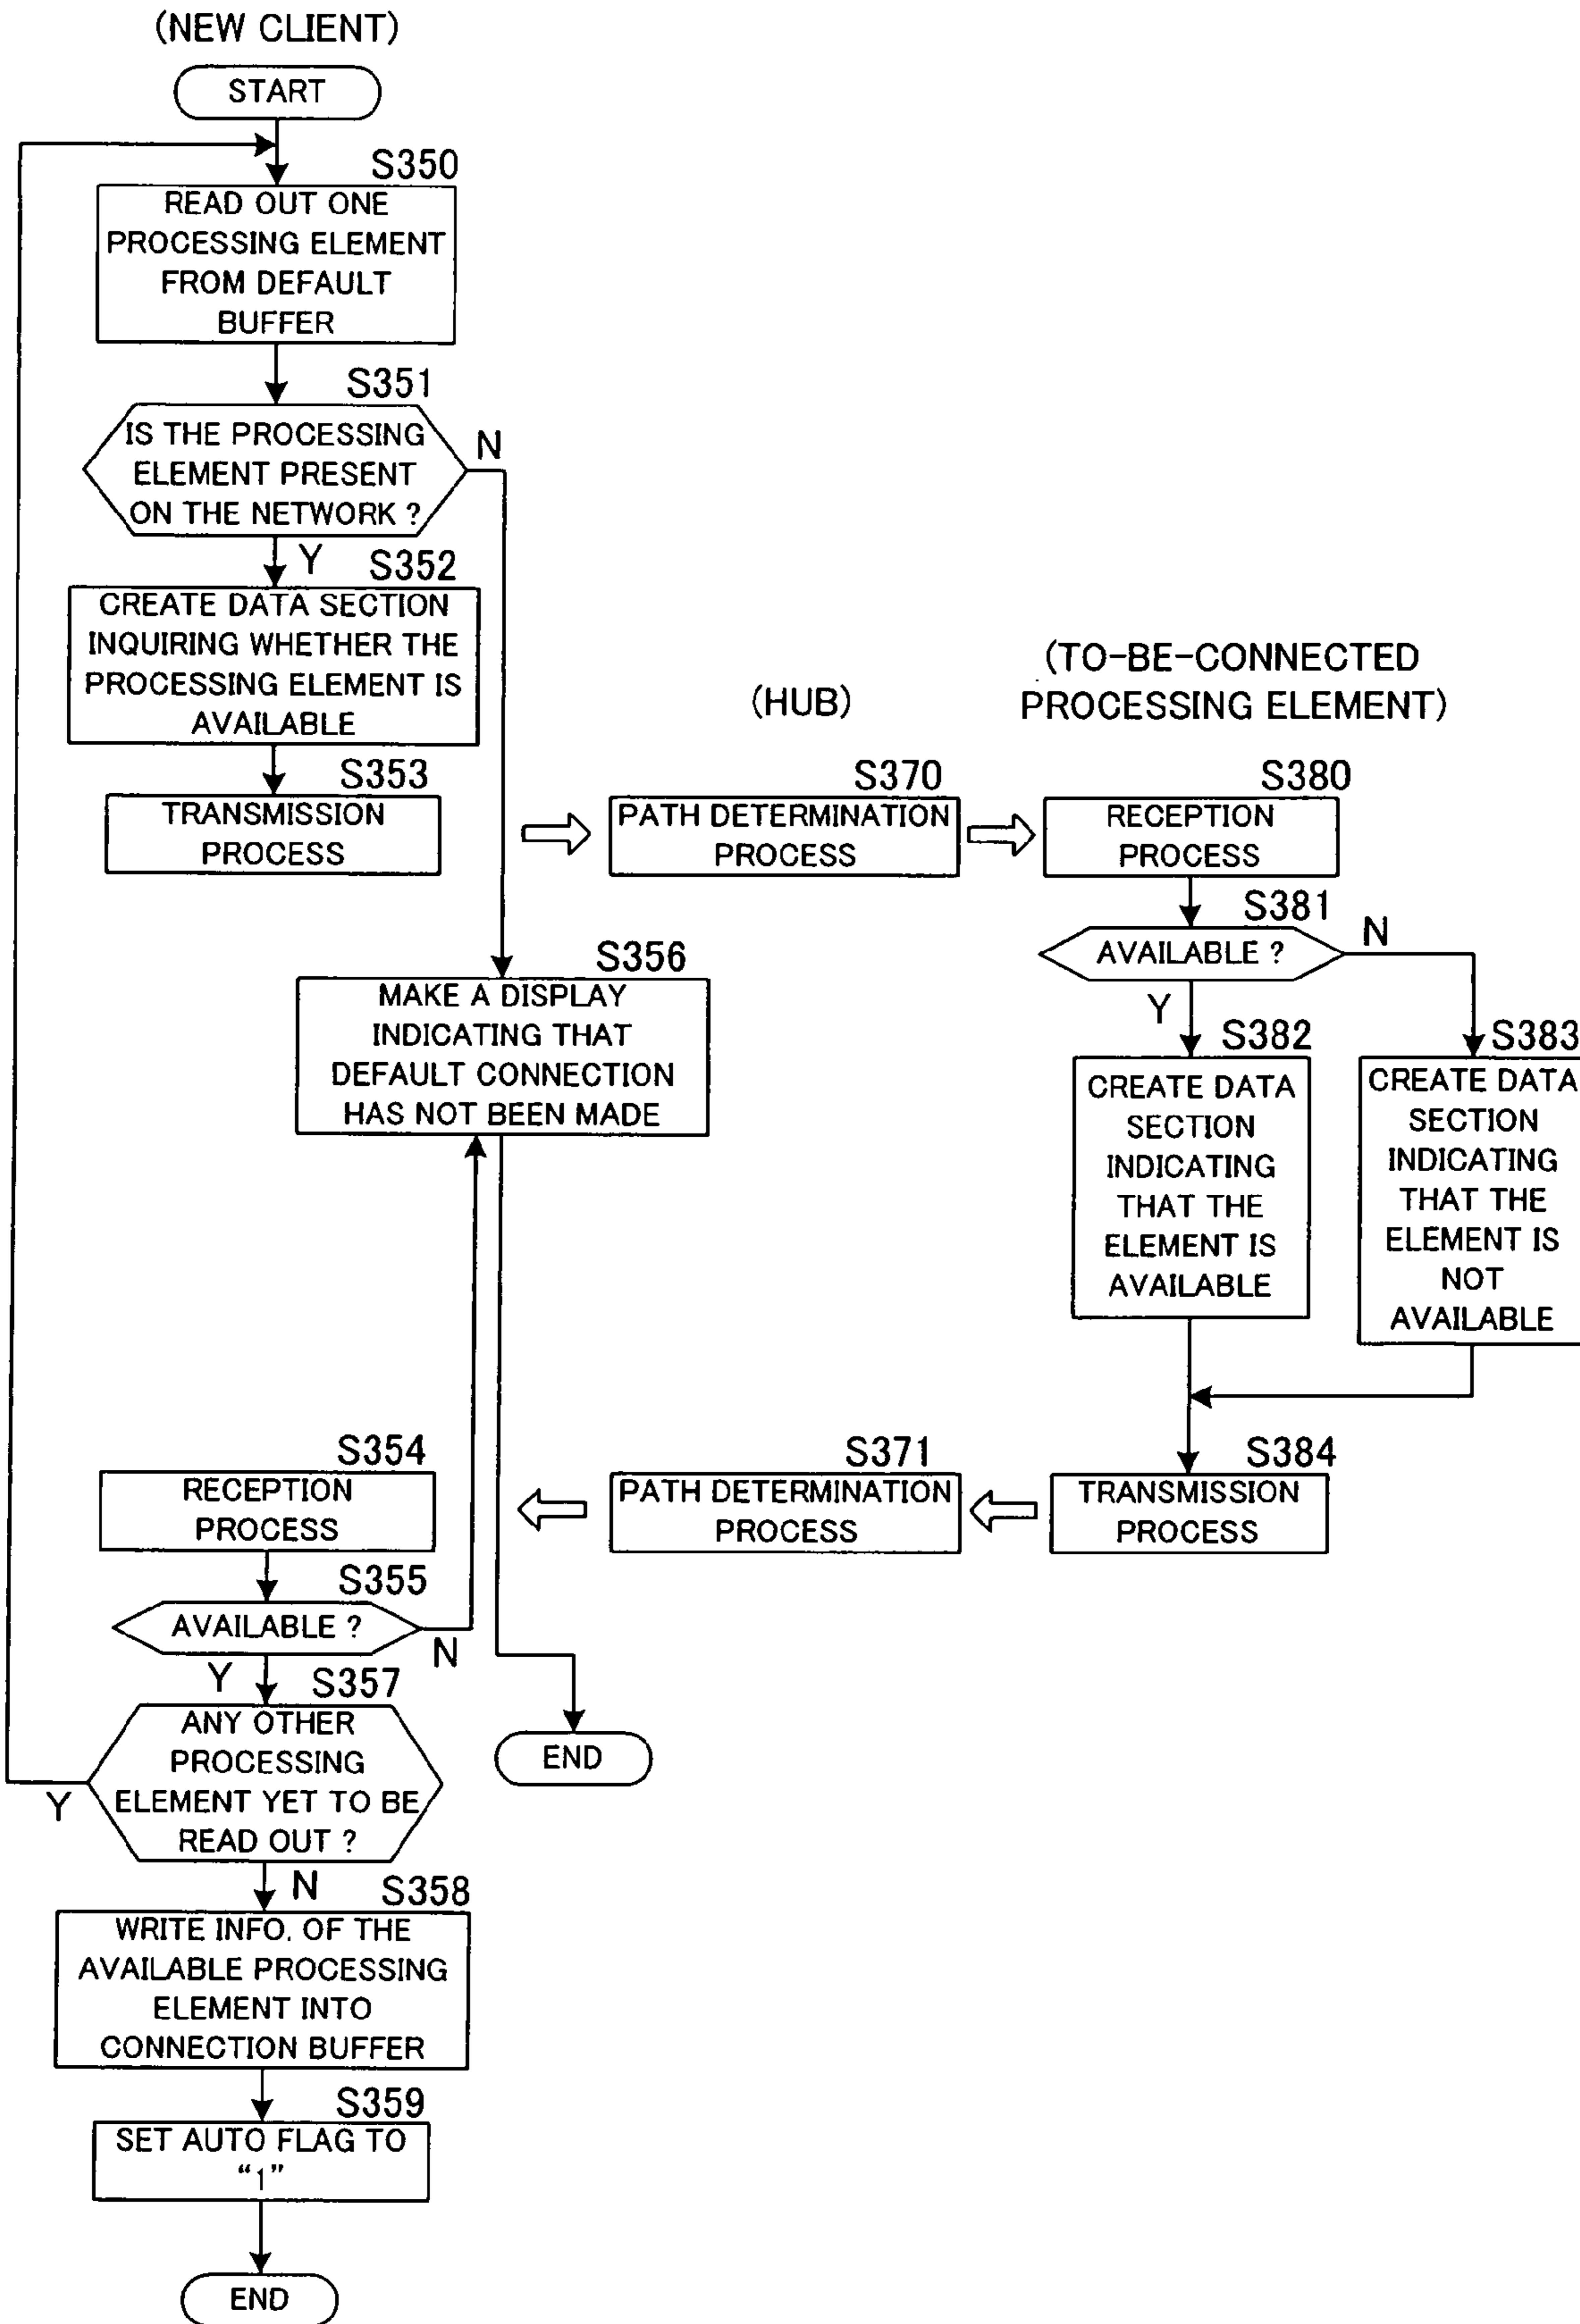 (NEW CLIENT)
START
S350
READ OUT ONE
PROCESSING ELEMENT
FROM DEFAULT
BUFFER
S351
IS THE PROCESSING
ELEMENT PRESENT
ON THE NETWORK ?
N
Y
S352
CREATE DATA SECTION
INQUIRING WHETHER THE
PROCESSING ELEMENT IS
AVAILABLE
S353
TRANSMISSION
PROCESS
(HUB)
S370
PATH DETERMINATION
PROCESS
(TO-BE-CONNECTED
PROCESSING ELEMENT)
S380
RECEPTION
PROCESS
S381
AVAILABLE ?
N
Y
S382
CREATE DATA
SECTION
INDICATING
THAT THE
ELEMENT IS
AVAILABLE
S383
CREATE DATA
SECTION
INDICATING
THAT THE
ELEMENT IS
NOT
AVAILABLE
S384
TRANSMISSION
PROCESS
S371
PATH DETERMINATION
PROCESS
S356
MAKE A DISPLAY
INDICATING THAT
DEFAULT CONNECTION
HAS NOT BEEN MADE
END
S354
RECEPTION
PROCESS
S355
AVAILABLE ?
N
Y
S357
ANY OTHER
PROCESSING
ELEMENT YET TO BE
READ OUT ?
Y
N
S358
WRITE INFO. OF THE
AVAILABLE PROCESSING
ELEMENT INTO
CONNECTION BUFFER
S359
SET AUTO FLAG TO
“1”
END